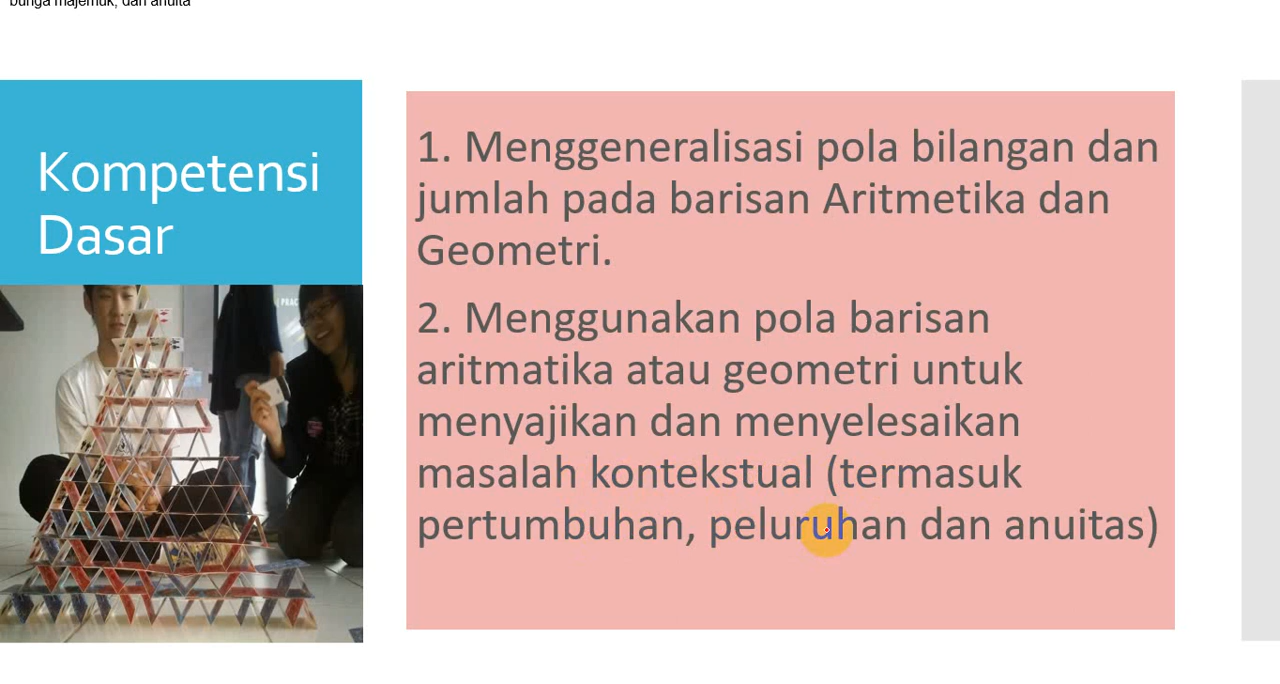 bunga majemuk, dan anuita
Kompetensi
Dasar
1. Menggeneralisasi pola bilangan dan
jumlah pada barisan Aritmetika dan
Geometri.
2. Menggunakan pola barisan
aritmatika atau geometri untuk
menyajikan dan menyelesaikan
masalah kontekstual (termasuk
pertumbuhan, peluruhan dan anuitas)